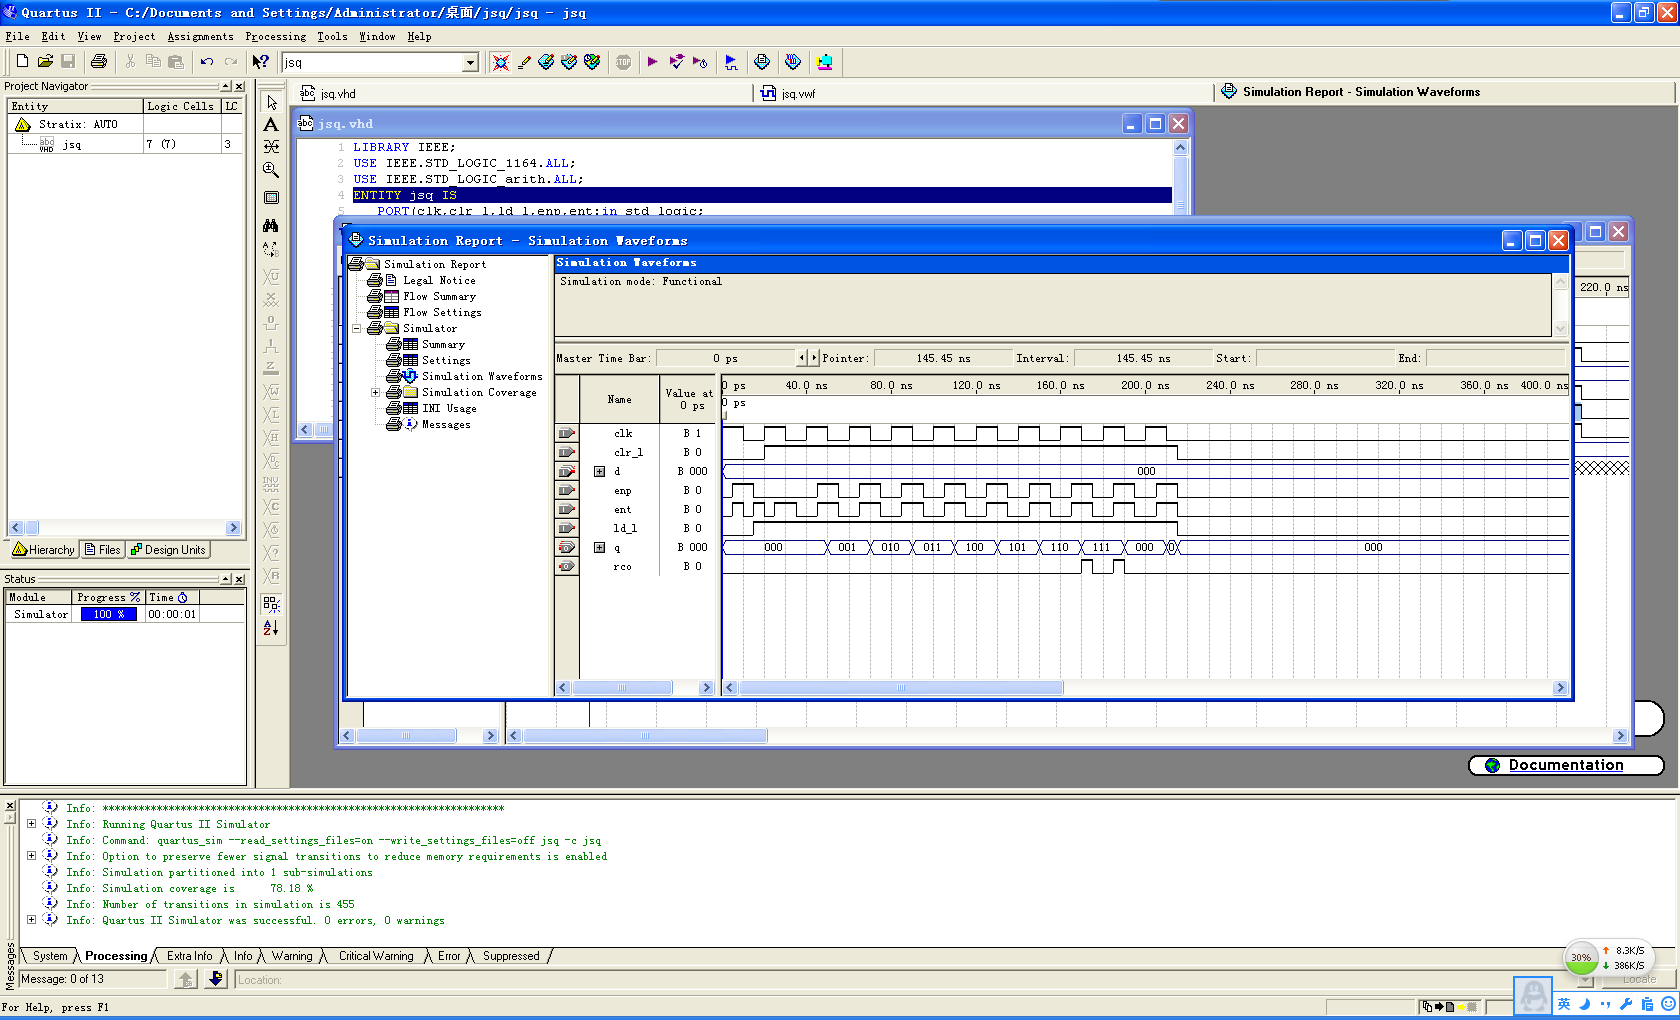 Quartus II - C:/Documents and Settings/Administrator/桌面/jsq/jsq - jsq
File Edit View Project Assignments Processing Tools Window Help
jsq
Project Navigator
Entity Logic Cells LC
Stratix: AUTO
jsq 7 (7) 3
Hierarchy Files Design Units
Status
Module Progress % Time
Simulator 100 % 00:00:01
jsq.vhd jsq.vwf Simulation Report - Simulation Waveforms
jsq.vhd
1 LIBRARY IEEE;
2 USE IEEE.STD_LOGIC_1164.ALL;
3 USE IEEE.STD_LOGIC_arith.ALL;
4 ENTITY jsq IS
5 PORT(clk,clr_l,ld_l,enp,ent:in std_logic;
220.0 ns
Simulation Report - Simulation Waveforms
Simulation Report
Legal Notice
Flow Summary
Flow Settings
Simulator
Summary
Settings
Simulation Waveforms
Simulation Coverage
INI Usage
Messages
Simulation Waveforms
Simulation mode: Functional
Master Time Bar: 0 ps Pointer: 145.45 ns Interval: 145.45 ns Start: End:
Name Value at 0 ps
0 ps 40.0 ns 80.0 ns 120.0 ns 160.0 ns 200.0 ns 240.0 ns 280.0 ns 320.0 ns 360.0 ns 400.0 ns
0 ps
clk B 1
clr_l B 0
d B 000 000
enp B 0
ent B 0
ld_l B 0
q B 000 000 001 010 011 100 101 110 111 000 0 000
rco B 0
Documentation
Info: *******************************************************************
Info: Running Quartus II Simulator
Info: Command: quartus_sim --read_settings_files=on --write_settings_files=off jsq -c jsq
Info: Option to preserve fewer signal transitions to reduce memory requirements is enabled
Info: Simulation partitioned into 1 sub-simulations
Info: Simulation coverage is 78.18 %
Info: Number of transitions in simulation is 455
Info: Quartus II Simulator was successful. 0 errors, 0 warnings
System Processing Extra Info Info Warning Critical Warning Error Suppressed
Messages
Message: 0 of 13 Location: Locate
30% 8.3K/S
386K/S
For Help, press F1
英